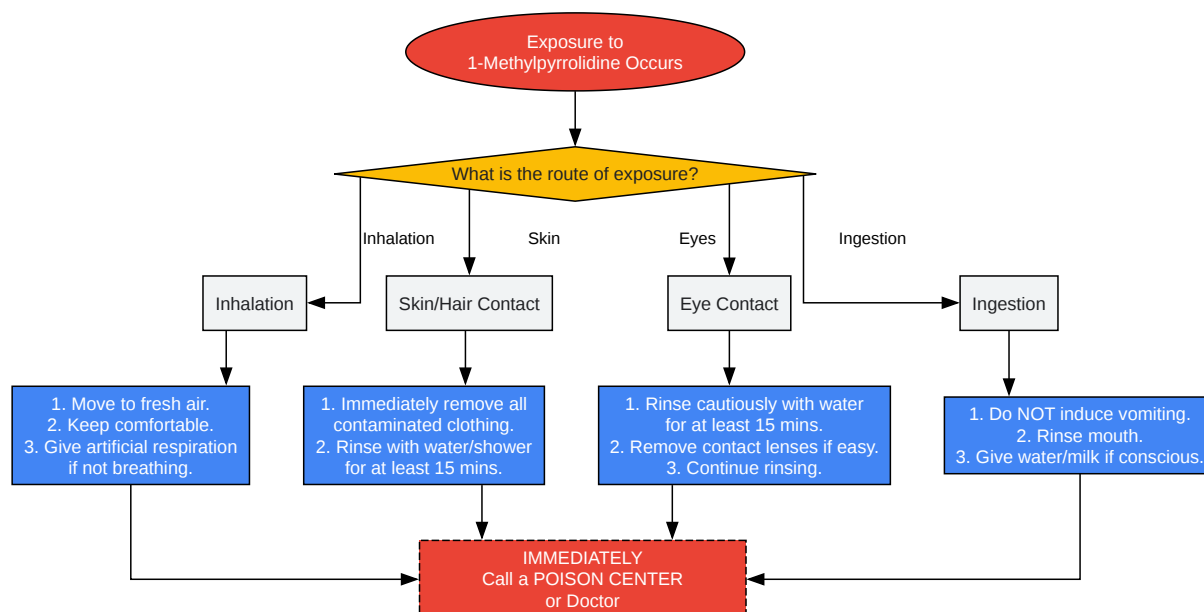 Exposure to
1-Methylpyrrolidine Occurs
What is the route of exposure?
Inhalation
Skin
Eyes
Ingestion
Inhalation
Skin/Hair Contact
Eye Contact
Ingestion
1. Move to fresh air.
2. Keep comfortable.
3. Give artificial respiration
if not breathing.
1. Immediately remove all
contaminated clothing.
2. Rinse with water/shower
for at least 15 mins.
1. Rinse cautiously with water
for at least 15 mins.
2. Remove contact lenses if easy.
3. Continue rinsing.
1. Do NOT induce vomiting.
2. Rinse mouth.
3. Give water/milk if conscious.
IMMEDIATELY
Call a POISON CENTER
or Doctor